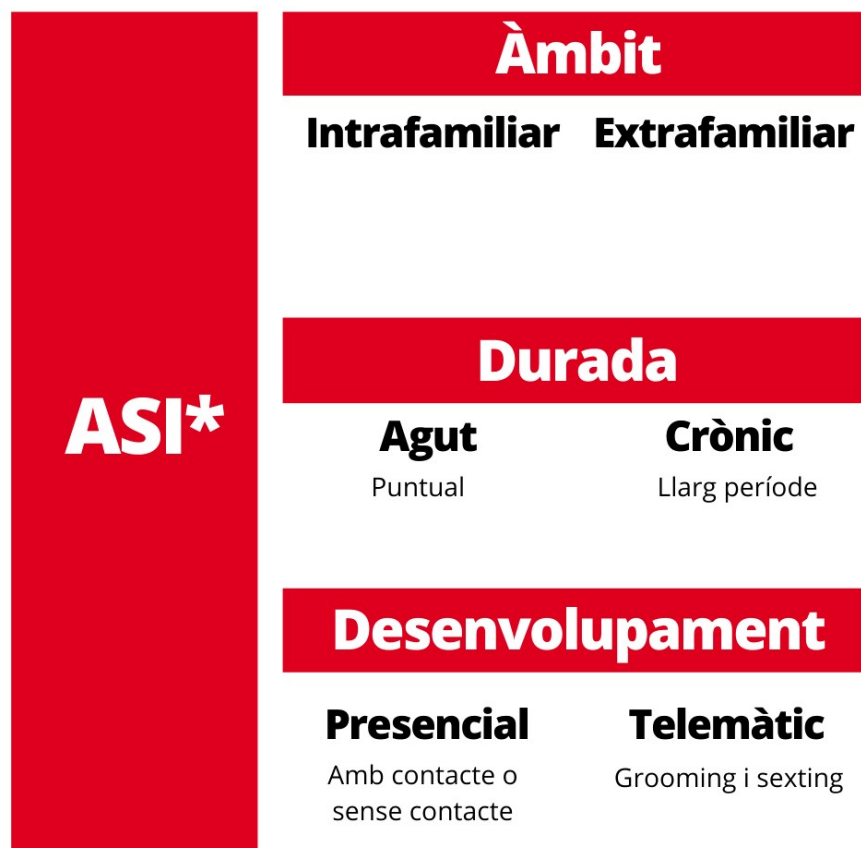 ASI*
Àmbit
Intrafamiliar Extrafamiliar
Durada
Agut Crònic
Puntual Llarg període
Desenvolupament
Presencial Telemàtic
Amb contacte o Grooming i sexting
sense contacte